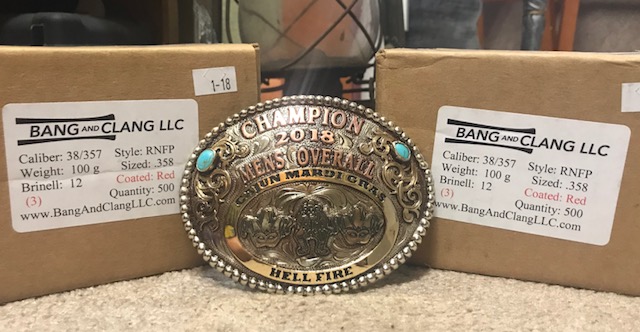 1-18
BANG AND CLANG LLC
Caliber: 38/357 Style: RNFP
Weight: 100 g Sized: .358
Brinell: 12 Coated: Red
(3) Quantity: 500
www.BangAndClangLLC.com
CHAMPION
2018
MEN'S OVERALL
CAJUN MARDI GRAS
HELL FIRE
BANG AND CLANG LLC
Caliber: 38/357 Style: RNFP
Weight: 100 g Sized: .358
Brinell: 12 Coated: Red
(3) Quantity: 500
www.BangAndClangLLC.com